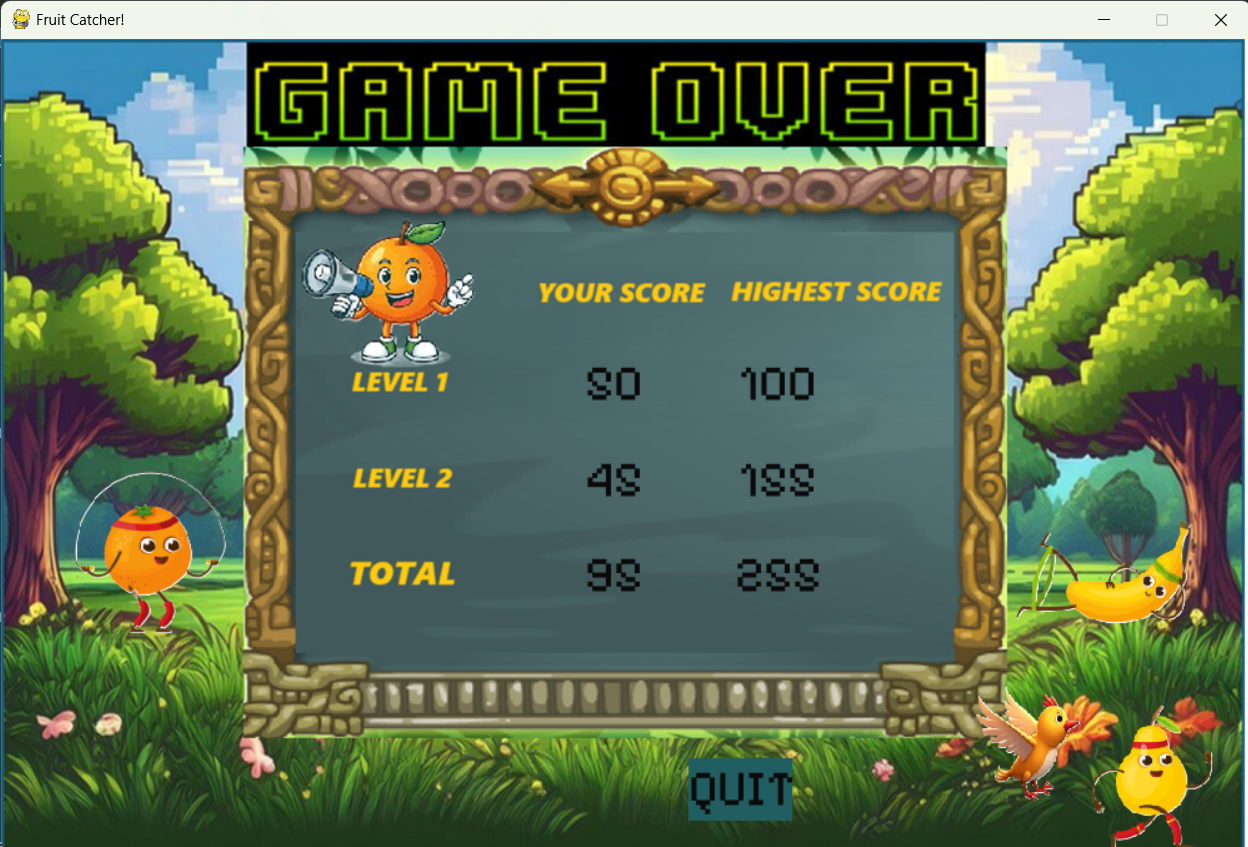 Fruit Catcher!
GAME OVER
YOUR SCORE HIGHEST SCORE
LEVEL 1 50 100
LEVEL 2 45 155
TOTAL 95 255
QUIT